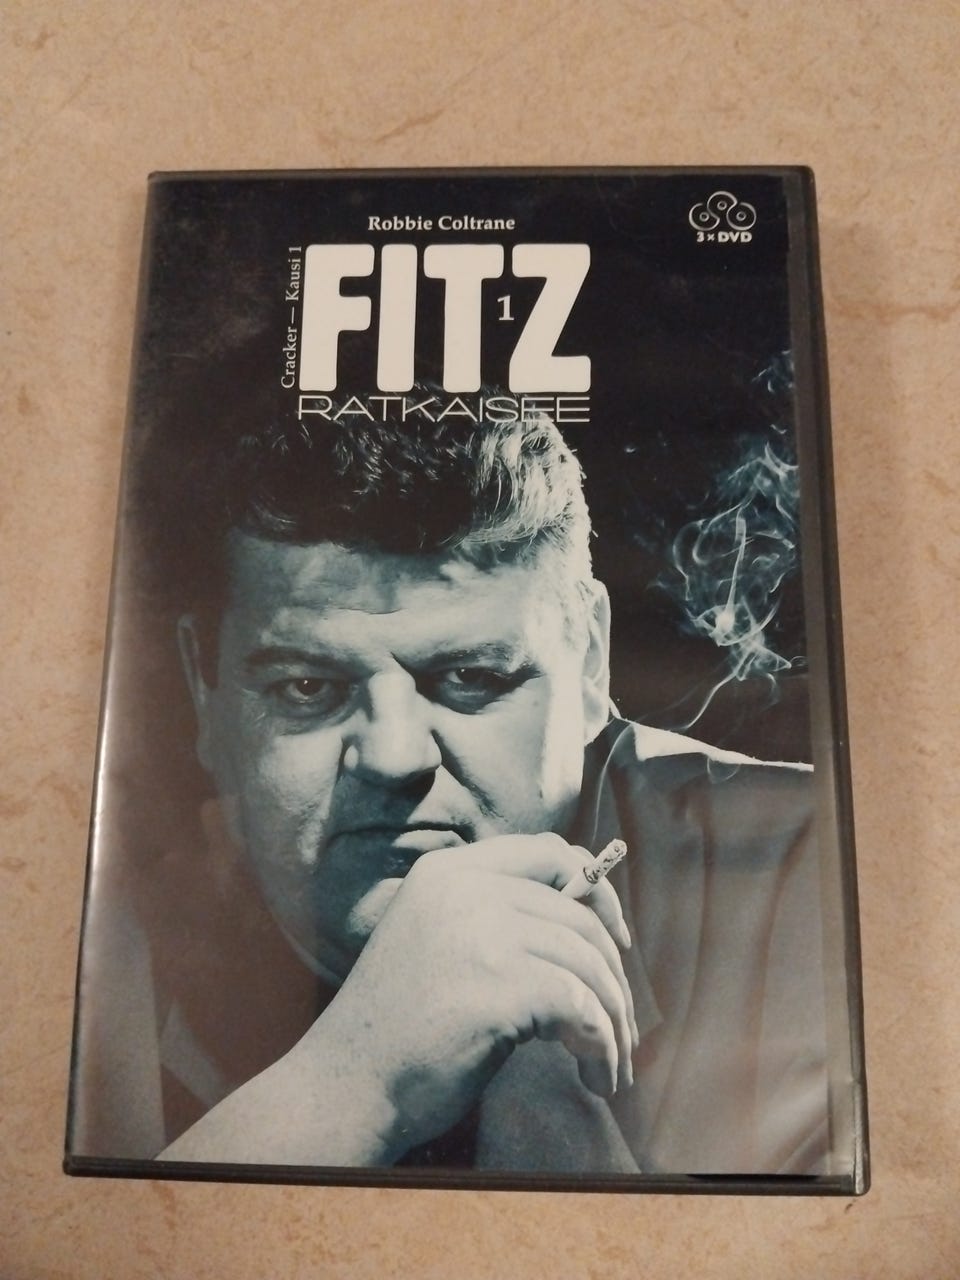 Robbie Coltrane
3 × DVD
Cracker – Kausi 1
FITZ
1
RATKAISEE